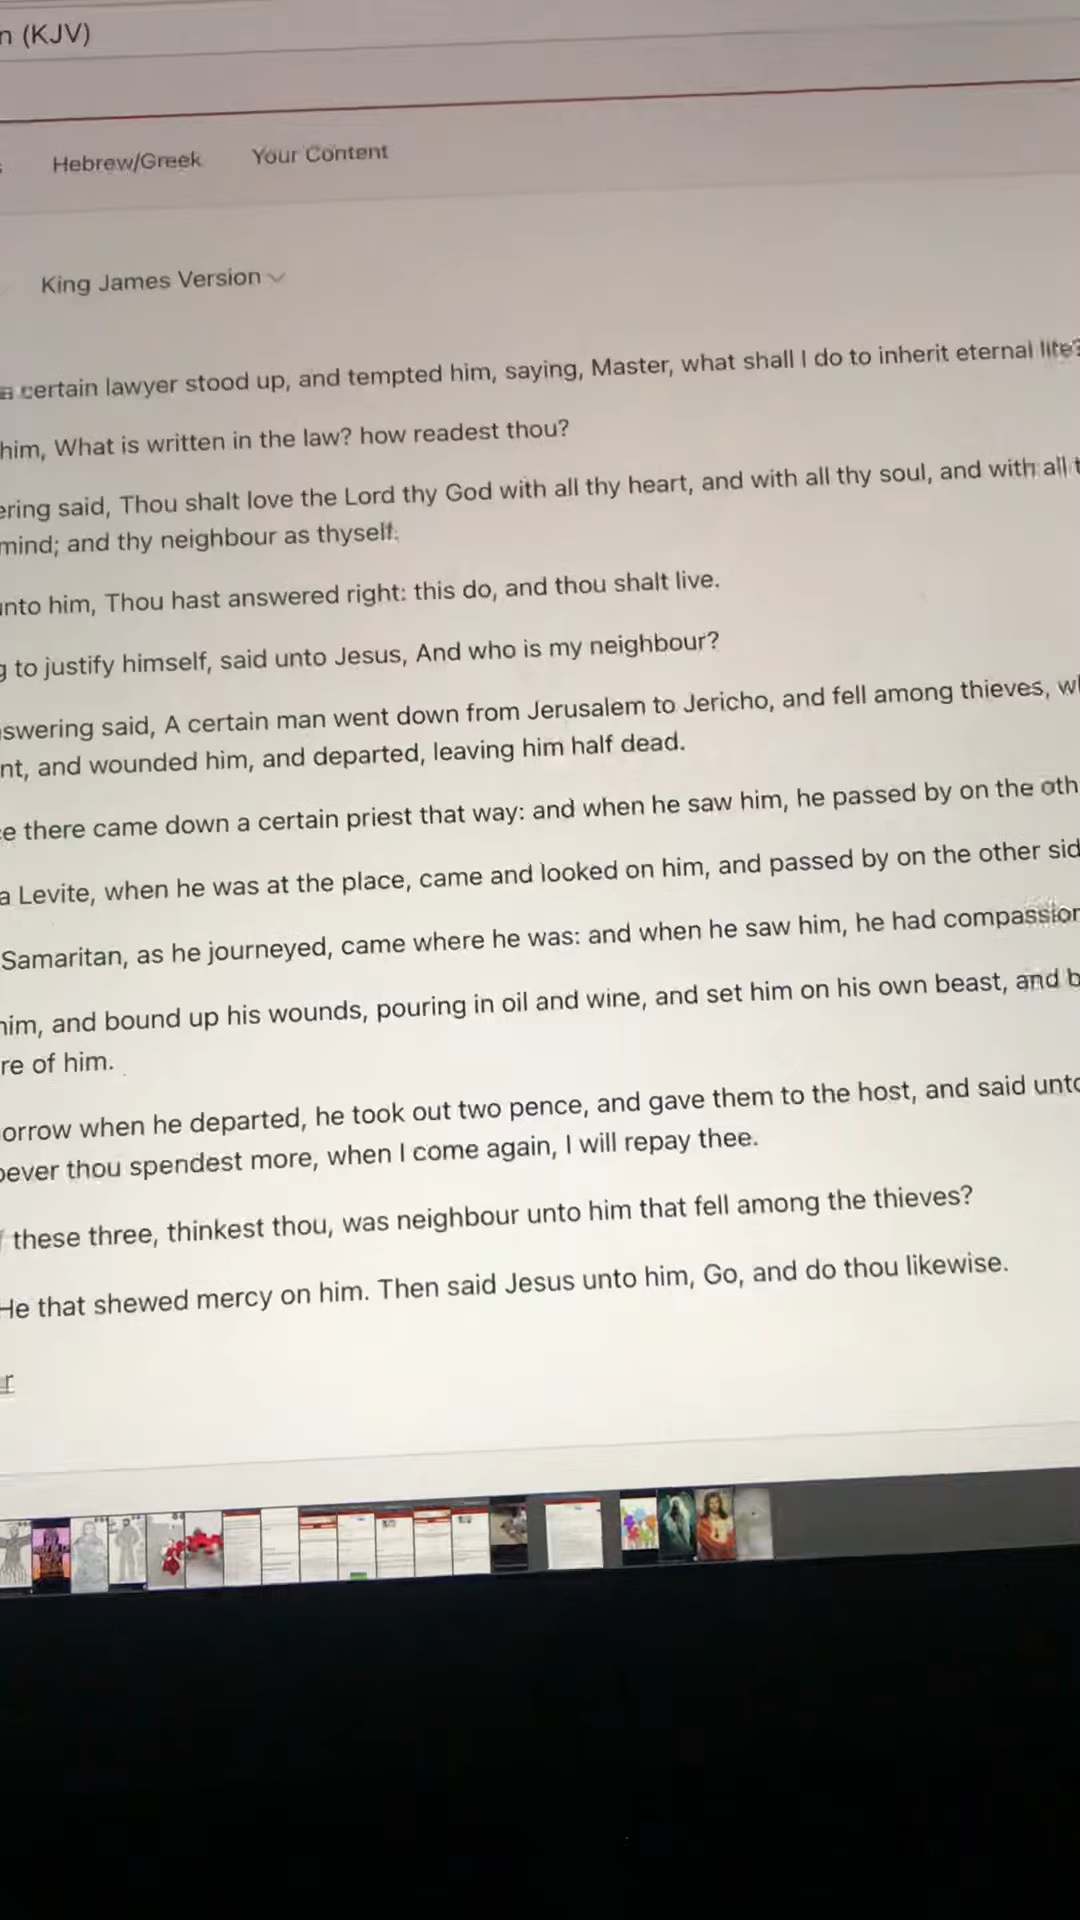 (KJV)
Hebrew/Greek Your Content
King James Version
certain lawyer stood up, and tempted him, saying, Master, what shall I do to inherit eternal life?
him, What is written in the law? how readest thou?
ering said, Thou shalt love the Lord thy God with all thy heart, and with all thy soul, and with all t
mind; and thy neighbour as thyself.
unto him, Thou hast answered right: this do, and thou shalt live.
g to justify himself, said unto Jesus, And who is my neighbour?
swering said, A certain man went down from Jerusalem to Jericho, and fell among thieves, wh
nt, and wounded him, and departed, leaving him half dead.
ce there came down a certain priest that way: and when he saw him, he passed by on the oth
a Levite, when he was at the place, came and looked on him, and passed by on the other sid
Samaritan, as he journeyed, came where he was: and when he saw him, he had compassion
him, and bound up his wounds, pouring in oil and wine, and set him on his own beast, and b
re of him.
orrow when he departed, he took out two pence, and gave them to the host, and said unto
oever thou spendest more, when I come again, I will repay thee.
these three, thinkest thou, was neighbour unto him that fell among the thieves?
He that shewed mercy on him. Then said Jesus unto him, Go, and do thou likewise.
r